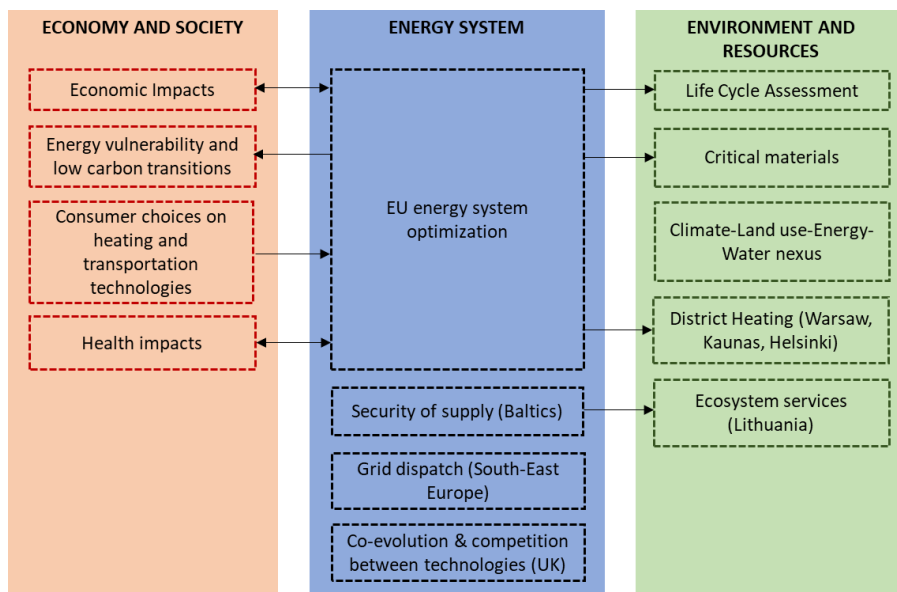 ECONOMY AND SOCIETY
Economic Impacts
Energy vulnerability and
low carbon transitions
Consumer choices on
heating and
transportation
technologies
Health impacts
ENERGY SYSTEM
EU energy system
optimization
Security of supply (Baltics)
Grid dispatch (South-East
Europe)
Co-evolution & competition
between technologies (UK)
ENVIRONMENT AND
RESOURCES
Life Cycle Assessment
Critical materials
Climate-Land use-Energy-
Water nexus
District Heating (Warsaw,
Kaunas, Helsinki)
Ecosystem services
(Lithuania)